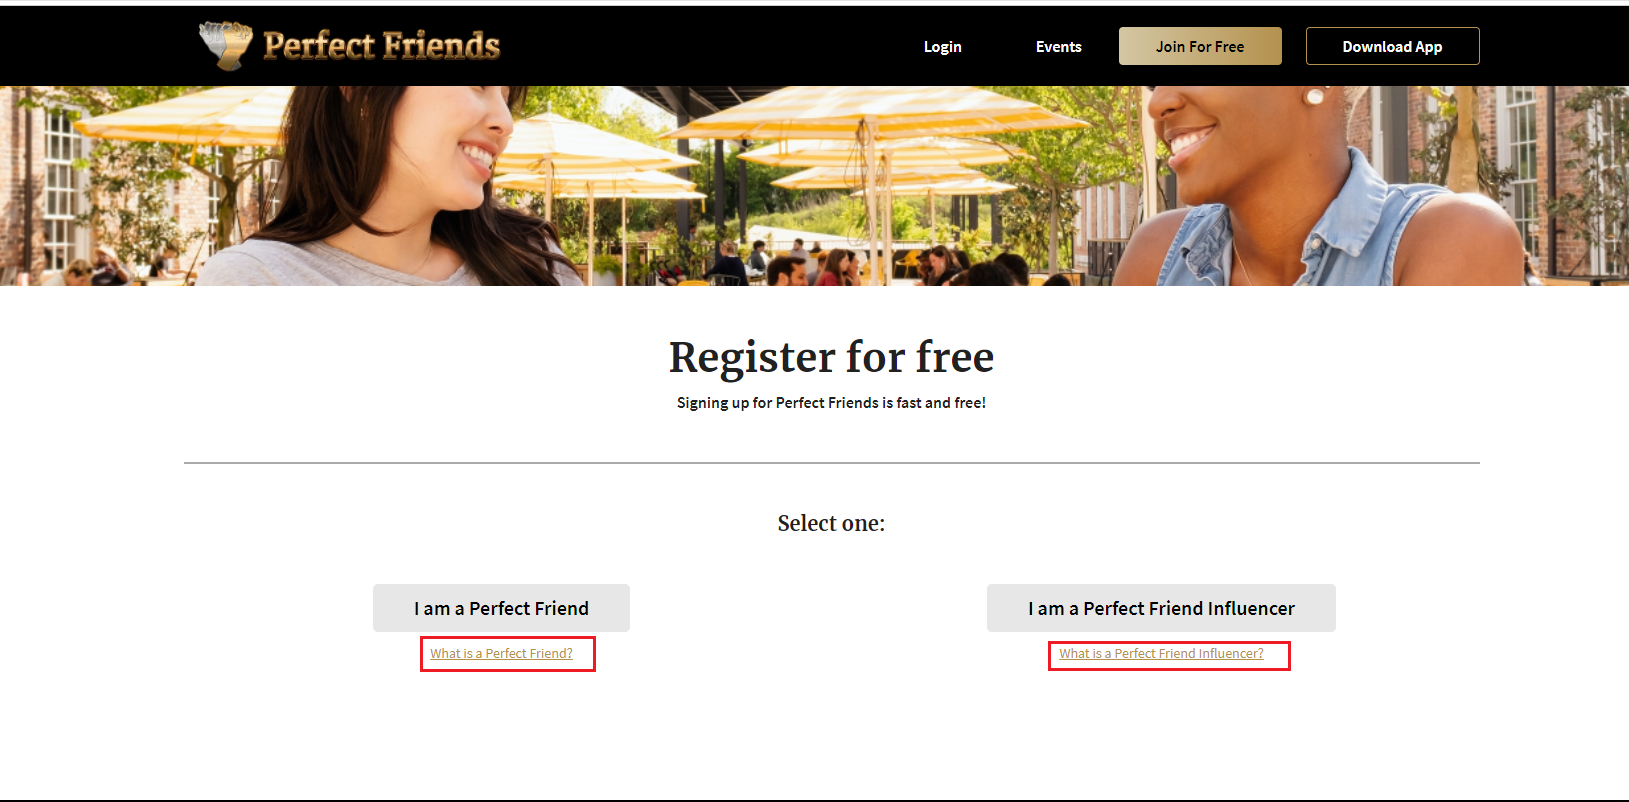 Perfect Friends
Login
Events
Join For Free
Download App
Register for free
Signing up for Perfect Friends is fast and free!
Select one:
I am a Perfect Friend
I am a Perfect Friend Influencer
What is a Perfect Friend?
What is a Perfect Friend Influencer?